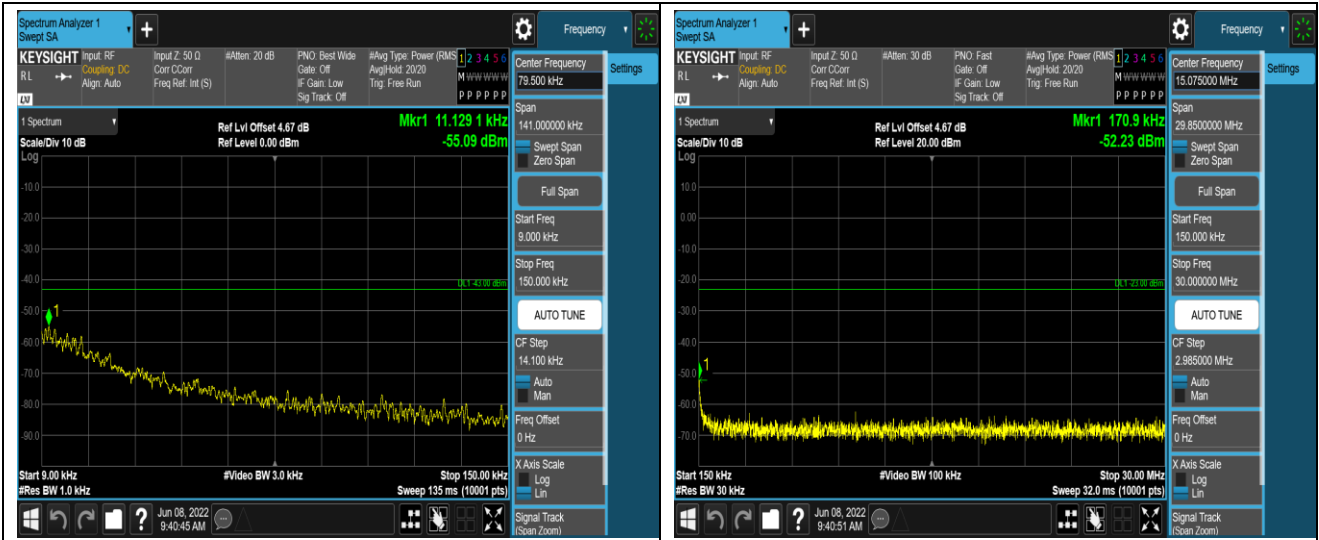 Spectrum Analyzer 1
Swept SA
+
Frequency
KEYSIGHT
RL
LXI
Input: RF
Coupling: DC
Align: Auto
Input Z: 50 Ω
Corr CCorr
Freq Ref: Int (S)
#Atten: 20 dB
PNO: Best Wide
Gate: Off
IF Gain: Low
Sig Track: Off
#Avg Type: Power (RMS
Avg|Hold: 20/20
Trig: Free Run
1 2 3 4 5 6
M W W W W W
P P P P P P
Center Frequency
79.500 kHz
Settings
Span
141.000000 kHz
Swept Span
Zero Span
Full Span
Start Freq
9.000 kHz
Stop Freq
150.000 kHz
AUTO TUNE
CF Step
14.100 kHz
Auto
Man
Freq Offset
0 Hz
X Axis Scale
Log
Lin
Signal Track
(Span Zoom)
1 Spectrum
Scale/Div 10 dB
Log
Ref Lvl Offset 4.67 dB
Ref Level 0.00 dBm
Mkr1 11.129 1 kHz
-55.09 dBm
-10.0
-20.0
-30.0
-40.0
DL1 -43.00 dBm
-50.0
1
-60.0
-70.0
-80.0
-90.0
Start 9.00 kHz
#Res BW 1.0 kHz
#Video BW 3.0 kHz
Stop 150.00 kHz
Sweep 135 ms (10001 pts)
?
Jun 08, 2022
9:40:45 AM
Spectrum Analyzer 1
Swept SA
+
Frequency
KEYSIGHT
RL
LXI
Input: RF
Coupling: DC
Align: Auto
Input Z: 50 Ω
Corr CCorr
Freq Ref: Int (S)
#Atten: 30 dB
PNO: Fast
Gate: Off
IF Gain: Low
Sig Track: Off
#Avg Type: Power (RMS
Avg|Hold: 20/20
Trig: Free Run
1 2 3 4 5 6
M W W W W W
P P P P P P
Center Frequency
15.075000 MHz
Settings
Span
29.8500000 MHz
Swept Span
Zero Span
Full Span
Start Freq
150.000 kHz
Stop Freq
30.000000 MHz
AUTO TUNE
CF Step
2.985000 MHz
Auto
Man
Freq Offset
0 Hz
X Axis Scale
Log
Lin
Signal Track
(Span Zoom)
1 Spectrum
Scale/Div 10 dB
Log
Ref Lvl Offset 4.67 dB
Ref Level 20.00 dBm
Mkr1 170.9 kHz
-52.23 dBm
10.0
0.00
-10.0
-20.0
DL1 -23.00 dBm
-30.0
-40.0
1
-50.0
-60.0
-70.0
Start 150 kHz
#Res BW 30 kHz
#Video BW 100 kHz
Stop 30.00 MHz
Sweep 32.0 ms (10001 pts)
?
Jun 08, 2022
9:40:51 AM